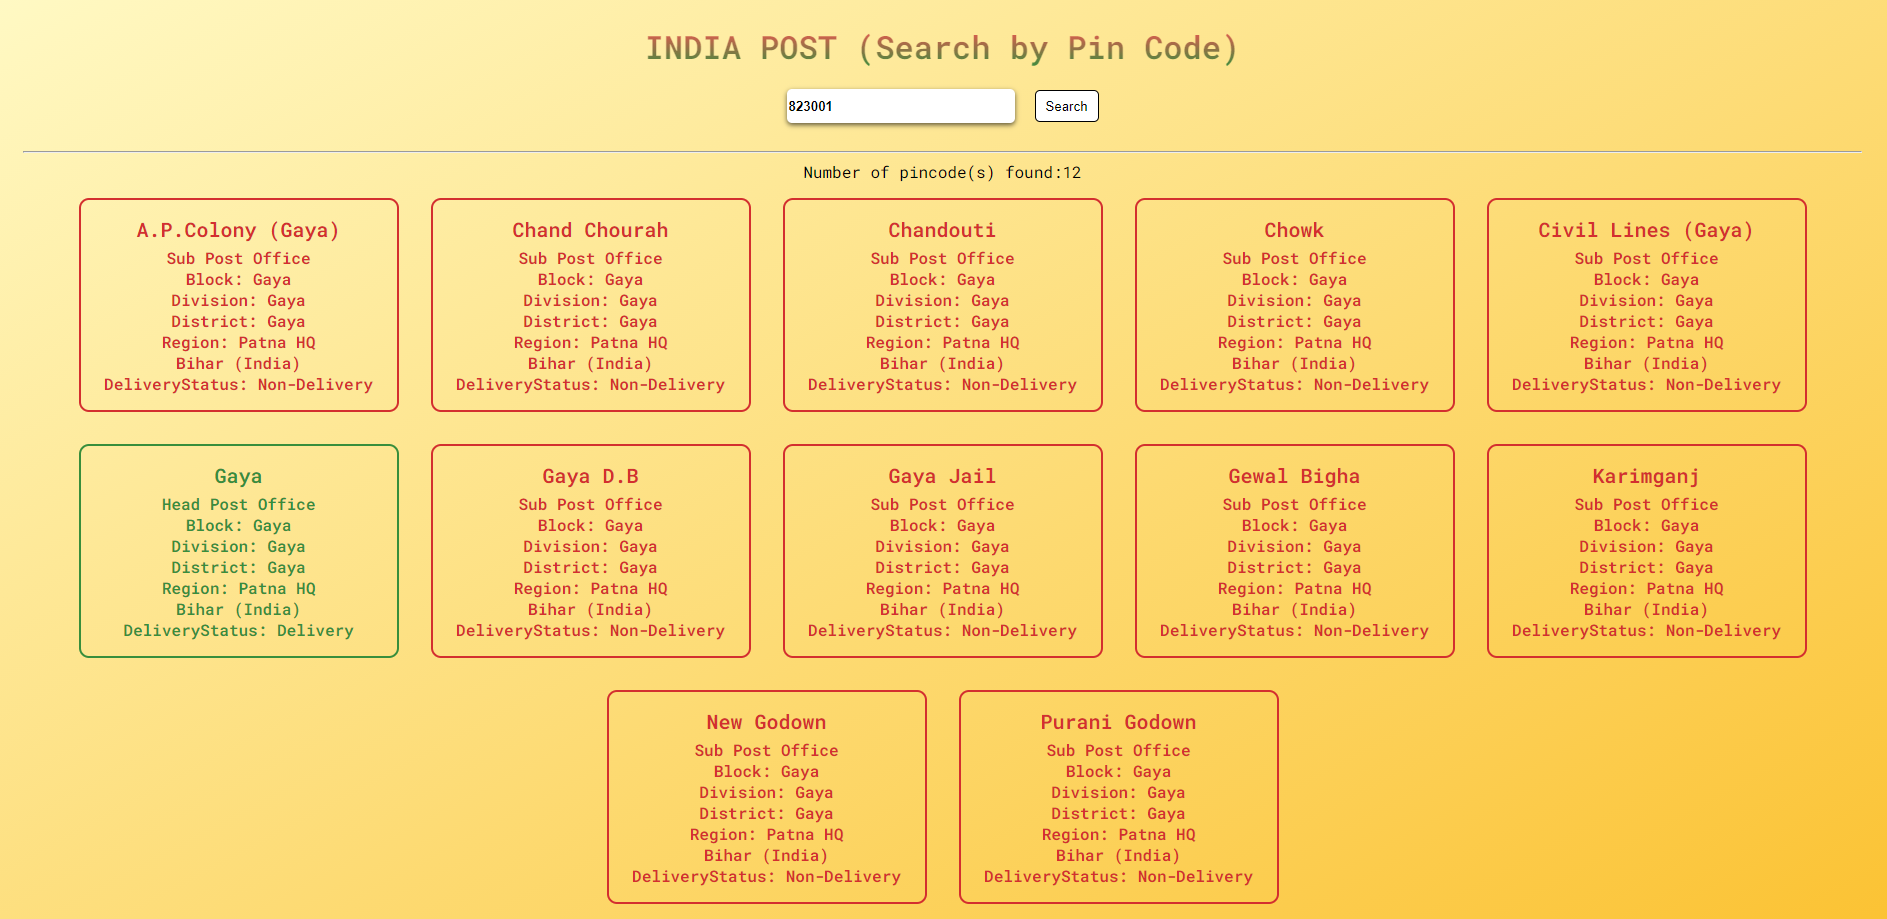 INDIA POST (Search by Pin Code)
823001
Search
Number of pincode(s) found:12
A.P.Colony (Gaya)
Sub Post Office
Block: Gaya
Division: Gaya
District: Gaya
Region: Patna HQ
Bihar (India)
DeliveryStatus: Non-Delivery
Chand Chourah
Sub Post Office
Block: Gaya
Division: Gaya
District: Gaya
Region: Patna HQ
Bihar (India)
DeliveryStatus: Non-Delivery
Chandouti
Sub Post Office
Block: Gaya
Division: Gaya
District: Gaya
Region: Patna HQ
Bihar (India)
DeliveryStatus: Non-Delivery
Chowk
Sub Post Office
Block: Gaya
Division: Gaya
District: Gaya
Region: Patna HQ
Bihar (India)
DeliveryStatus: Non-Delivery
Civil Lines (Gaya)
Sub Post Office
Block: Gaya
Division: Gaya
District: Gaya
Region: Patna HQ
Bihar (India)
DeliveryStatus: Non-Delivery
Gaya
Head Post Office
Block: Gaya
Division: Gaya
District: Gaya
Region: Patna HQ
Bihar (India)
DeliveryStatus: Delivery
Gaya D.B
Sub Post Office
Block: Gaya
Division: Gaya
District: Gaya
Region: Patna HQ
Bihar (India)
DeliveryStatus: Non-Delivery
Gaya Jail
Sub Post Office
Block: Gaya
Division: Gaya
District: Gaya
Region: Patna HQ
Bihar (India)
DeliveryStatus: Non-Delivery
Gewal Bigha
Sub Post Office
Block: Gaya
Division: Gaya
District: Gaya
Region: Patna HQ
Bihar (India)
DeliveryStatus: Non-Delivery
Karimganj
Sub Post Office
Block: Gaya
Division: Gaya
District: Gaya
Region: Patna HQ
Bihar (India)
DeliveryStatus: Non-Delivery
New Godown
Sub Post Office
Block: Gaya
Division: Gaya
District: Gaya
Region: Patna HQ
Bihar (India)
DeliveryStatus: Non-Delivery
Purani Godown
Sub Post Office
Block: Gaya
Division: Gaya
District: Gaya
Region: Patna HQ
Bihar (India)
DeliveryStatus: Non-Delivery